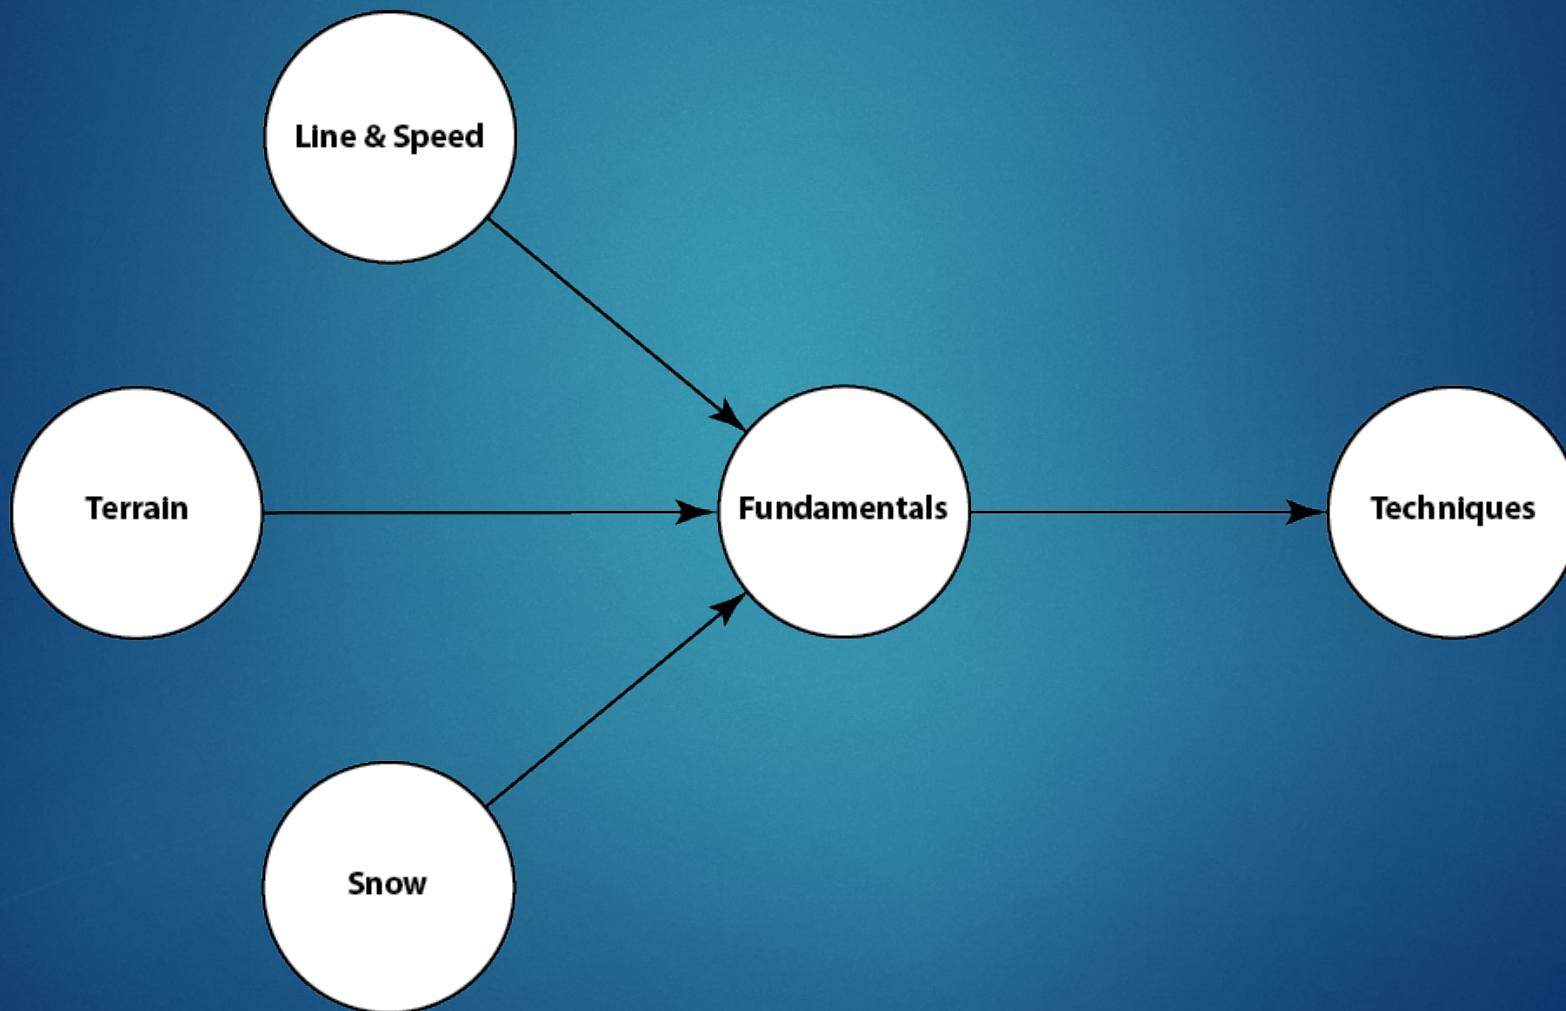 Line & Speed
Terrain
Fundamentals
Techniques
Snow